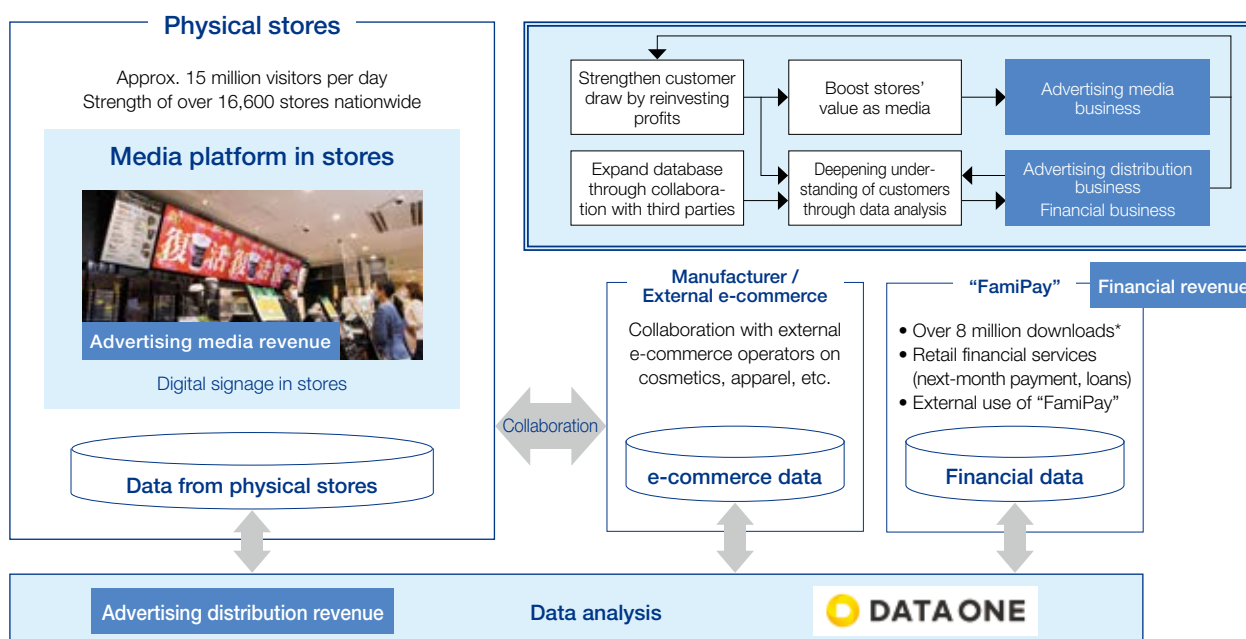 Physical stores
Approx. 15 million visitors per day
Strength of over 16,600 stores nationwide
Media platform in stores
復活
復活
復
Advertising media revenue
Digital signage in stores
Data from physical stores
Strengthen customer
draw by reinvesting
profits
Boost stores’
value as media
Advertising media
business
Expand database
through collabora-
tion with third parties
Deepening under-
standing of customers
through data analysis
Advertising distribution
business
Financial business
Collaboration
Manufacturer /
External e-commerce
Collaboration with external
e-commerce operators on
cosmetics, apparel, etc.
e-commerce data
“FamiPay”
Financial revenue
• Over 8 million downloads*
• Retail financial services
(next-month payment, loans)
• External use of “FamiPay”
Financial data
Advertising distribution revenue
Data analysis
DATA ONE